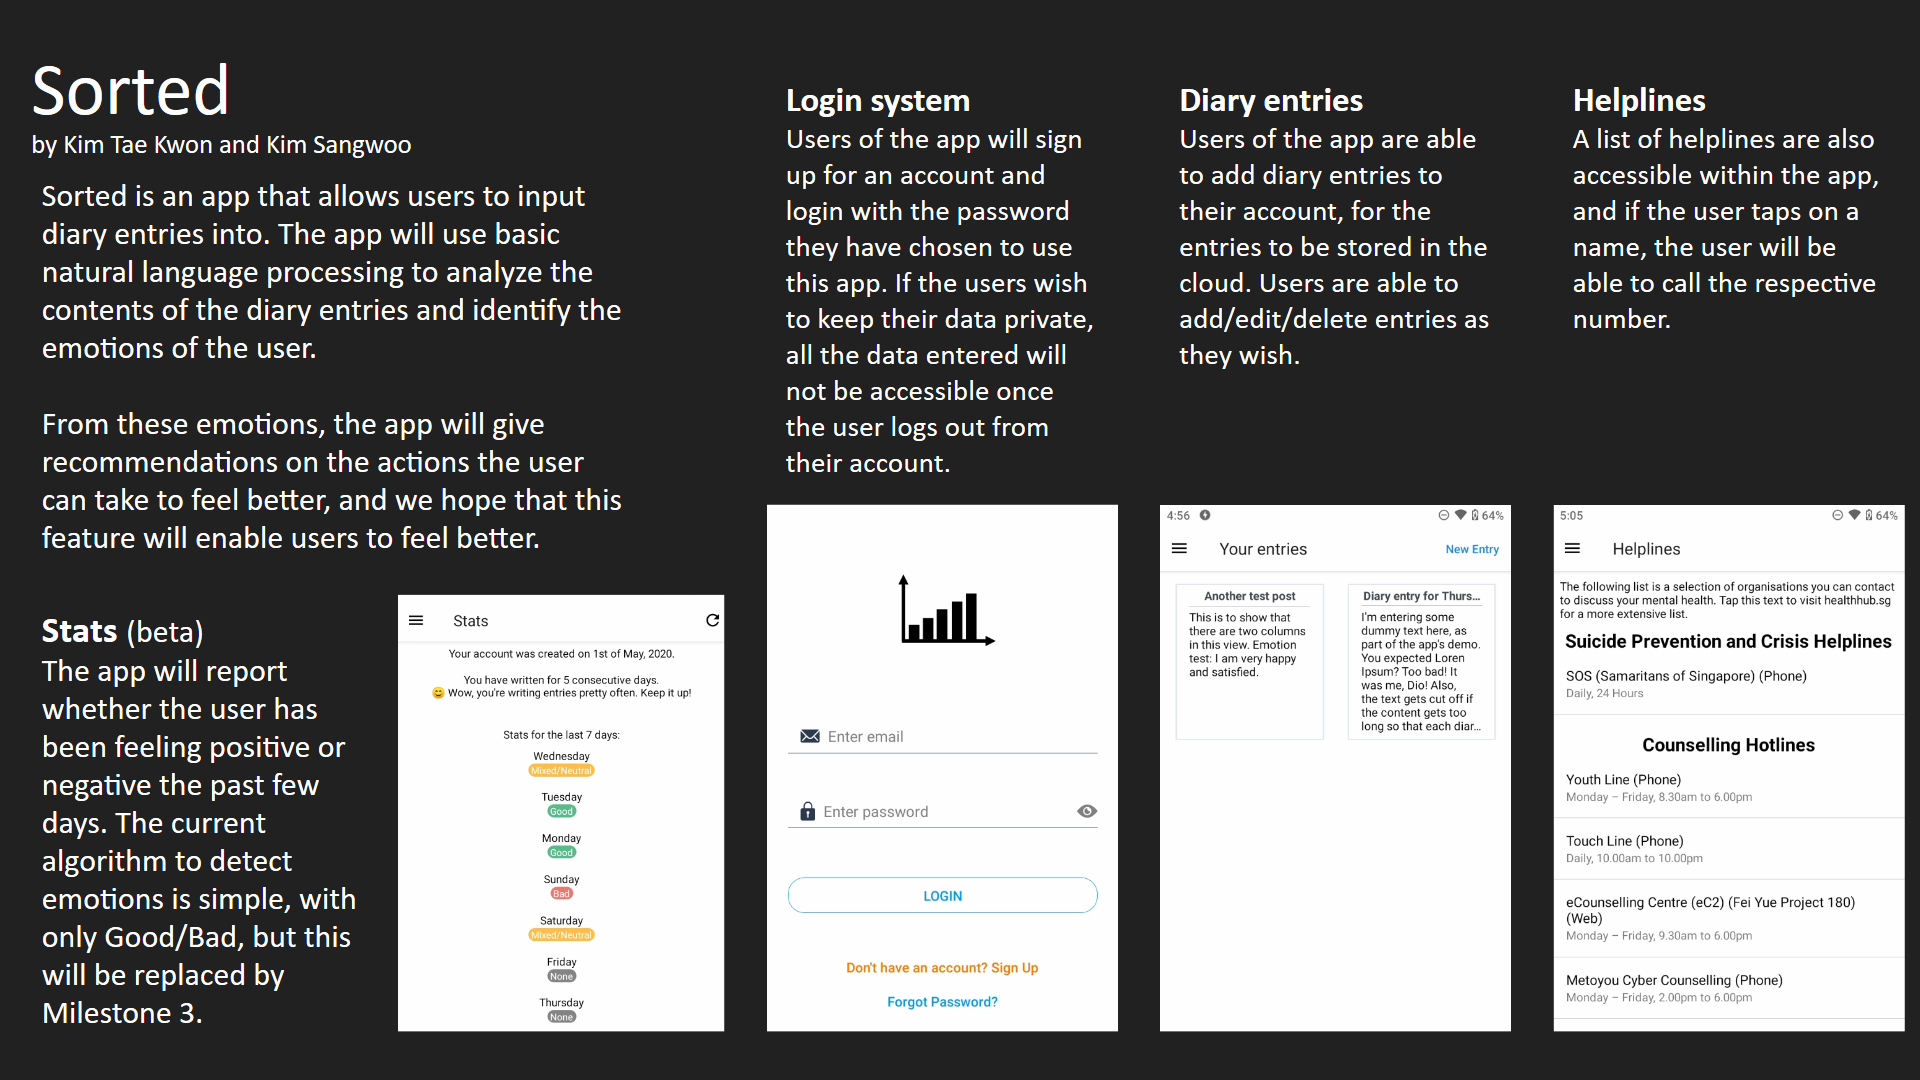 Sorted
by Kim Tae Kwon and Kim Sangwoo
Sorted is an app that allows users to input
diary entries into. The app will use basic
natural language processing to analyze the
contents of the diary entries and identify the
emotions of the user.
From these emotions, the app will give
recommendations on the actions the user
can take to feel better, and we hope that this
feature will enable users to feel better.
Stats (beta)
The app will report
whether the user has
been feeling positive or
negative the past few
days. The current
algorithm to detect
emotions is simple, with
only Good/Bad, but this
will be replaced by
Milestone 3.
Stats
Your account was created on 1st of May, 2020.
You have written for 5 consecutive days.
😄 Wow, you're writing entries pretty often. Keep it up!
Stats for the last 7 days:
Wednesday
Mixed/Neutral
Tuesday
Good
Monday
Good
Sunday
Bad
Saturday
Mixed/Neutral
Friday
None
Thursday
None
Login system
Users of the app will sign
up for an account and
login with the password
they have chosen to use
this app. If the users wish
to keep their data private,
all the data entered will
not be accessible once
the user logs out from
their account.
Enter email
Enter password
LOGIN
Don't have an account? Sign Up
Forgot Password?
Diary entries
Users of the app are able
to add diary entries to
their account, for the
entries to be stored in the
cloud. Users are able to
add/edit/delete entries as
they wish.
4:56 64%
Your entries New Entry
Another test post
This is to show that
there are two columns
in this view. Emotion
test: I am very happy
and satisfied.
Diary entry for Thurs...
I'm entering some
dummy text here, as
part of the app's demo.
You expected Loren
Ipsum? Too bad! It
was me, Dio! Also,
the text gets cut off if
the content gets too
long so that each diar...
Helplines
A list of helplines are also
accessible within the app,
and if the user taps on a
name, the user will be
able to call the respective
number.
5:05 64%
Helplines
The following list is a selection of organisations you can contact
to discuss your mental health. Tap this text to visit healthhub.sg
for a more extensive list.
Suicide Prevention and Crisis Helplines
SOS (Samaritans of Singapore) (Phone)
Daily, 24 Hours
Counselling Hotlines
Youth Line (Phone)
Monday – Friday, 8.30am to 6.00pm
Touch Line (Phone)
Daily, 10.00am to 10.00pm
eCounselling Centre (eC2) (Fei Yue Project 180)
(Web)
Monday – Friday, 9.30am to 6.00pm
Metoyou Cyber Counselling (Phone)
Monday – Friday, 2.00pm to 6.00pm